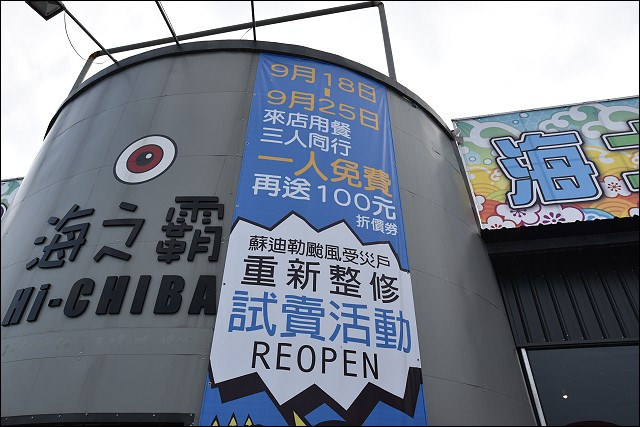 9月18日
-
9月25日
來店用餐
三人同行
一人免費
再送100元
折價券
蘇迪勒颱風受災戶
重新整修
試賣活動
REOPEN
海之霸
Hi-CHIBA
海